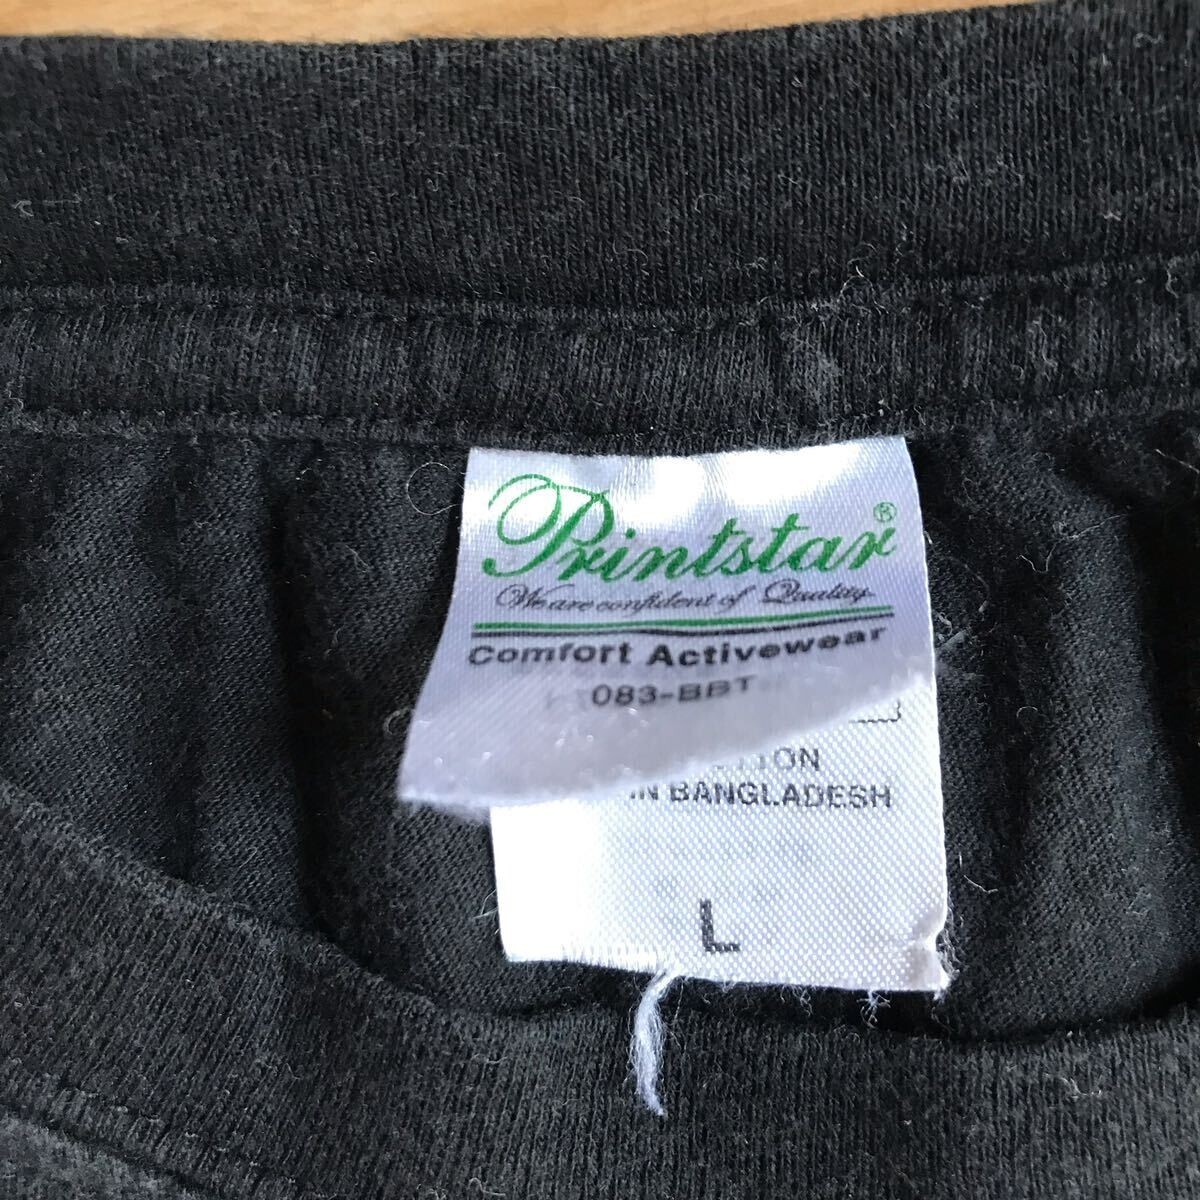 Printstar®
We are confident of Quality.
Comfort Activewear
083-BBT
IN BANGLADESH
L